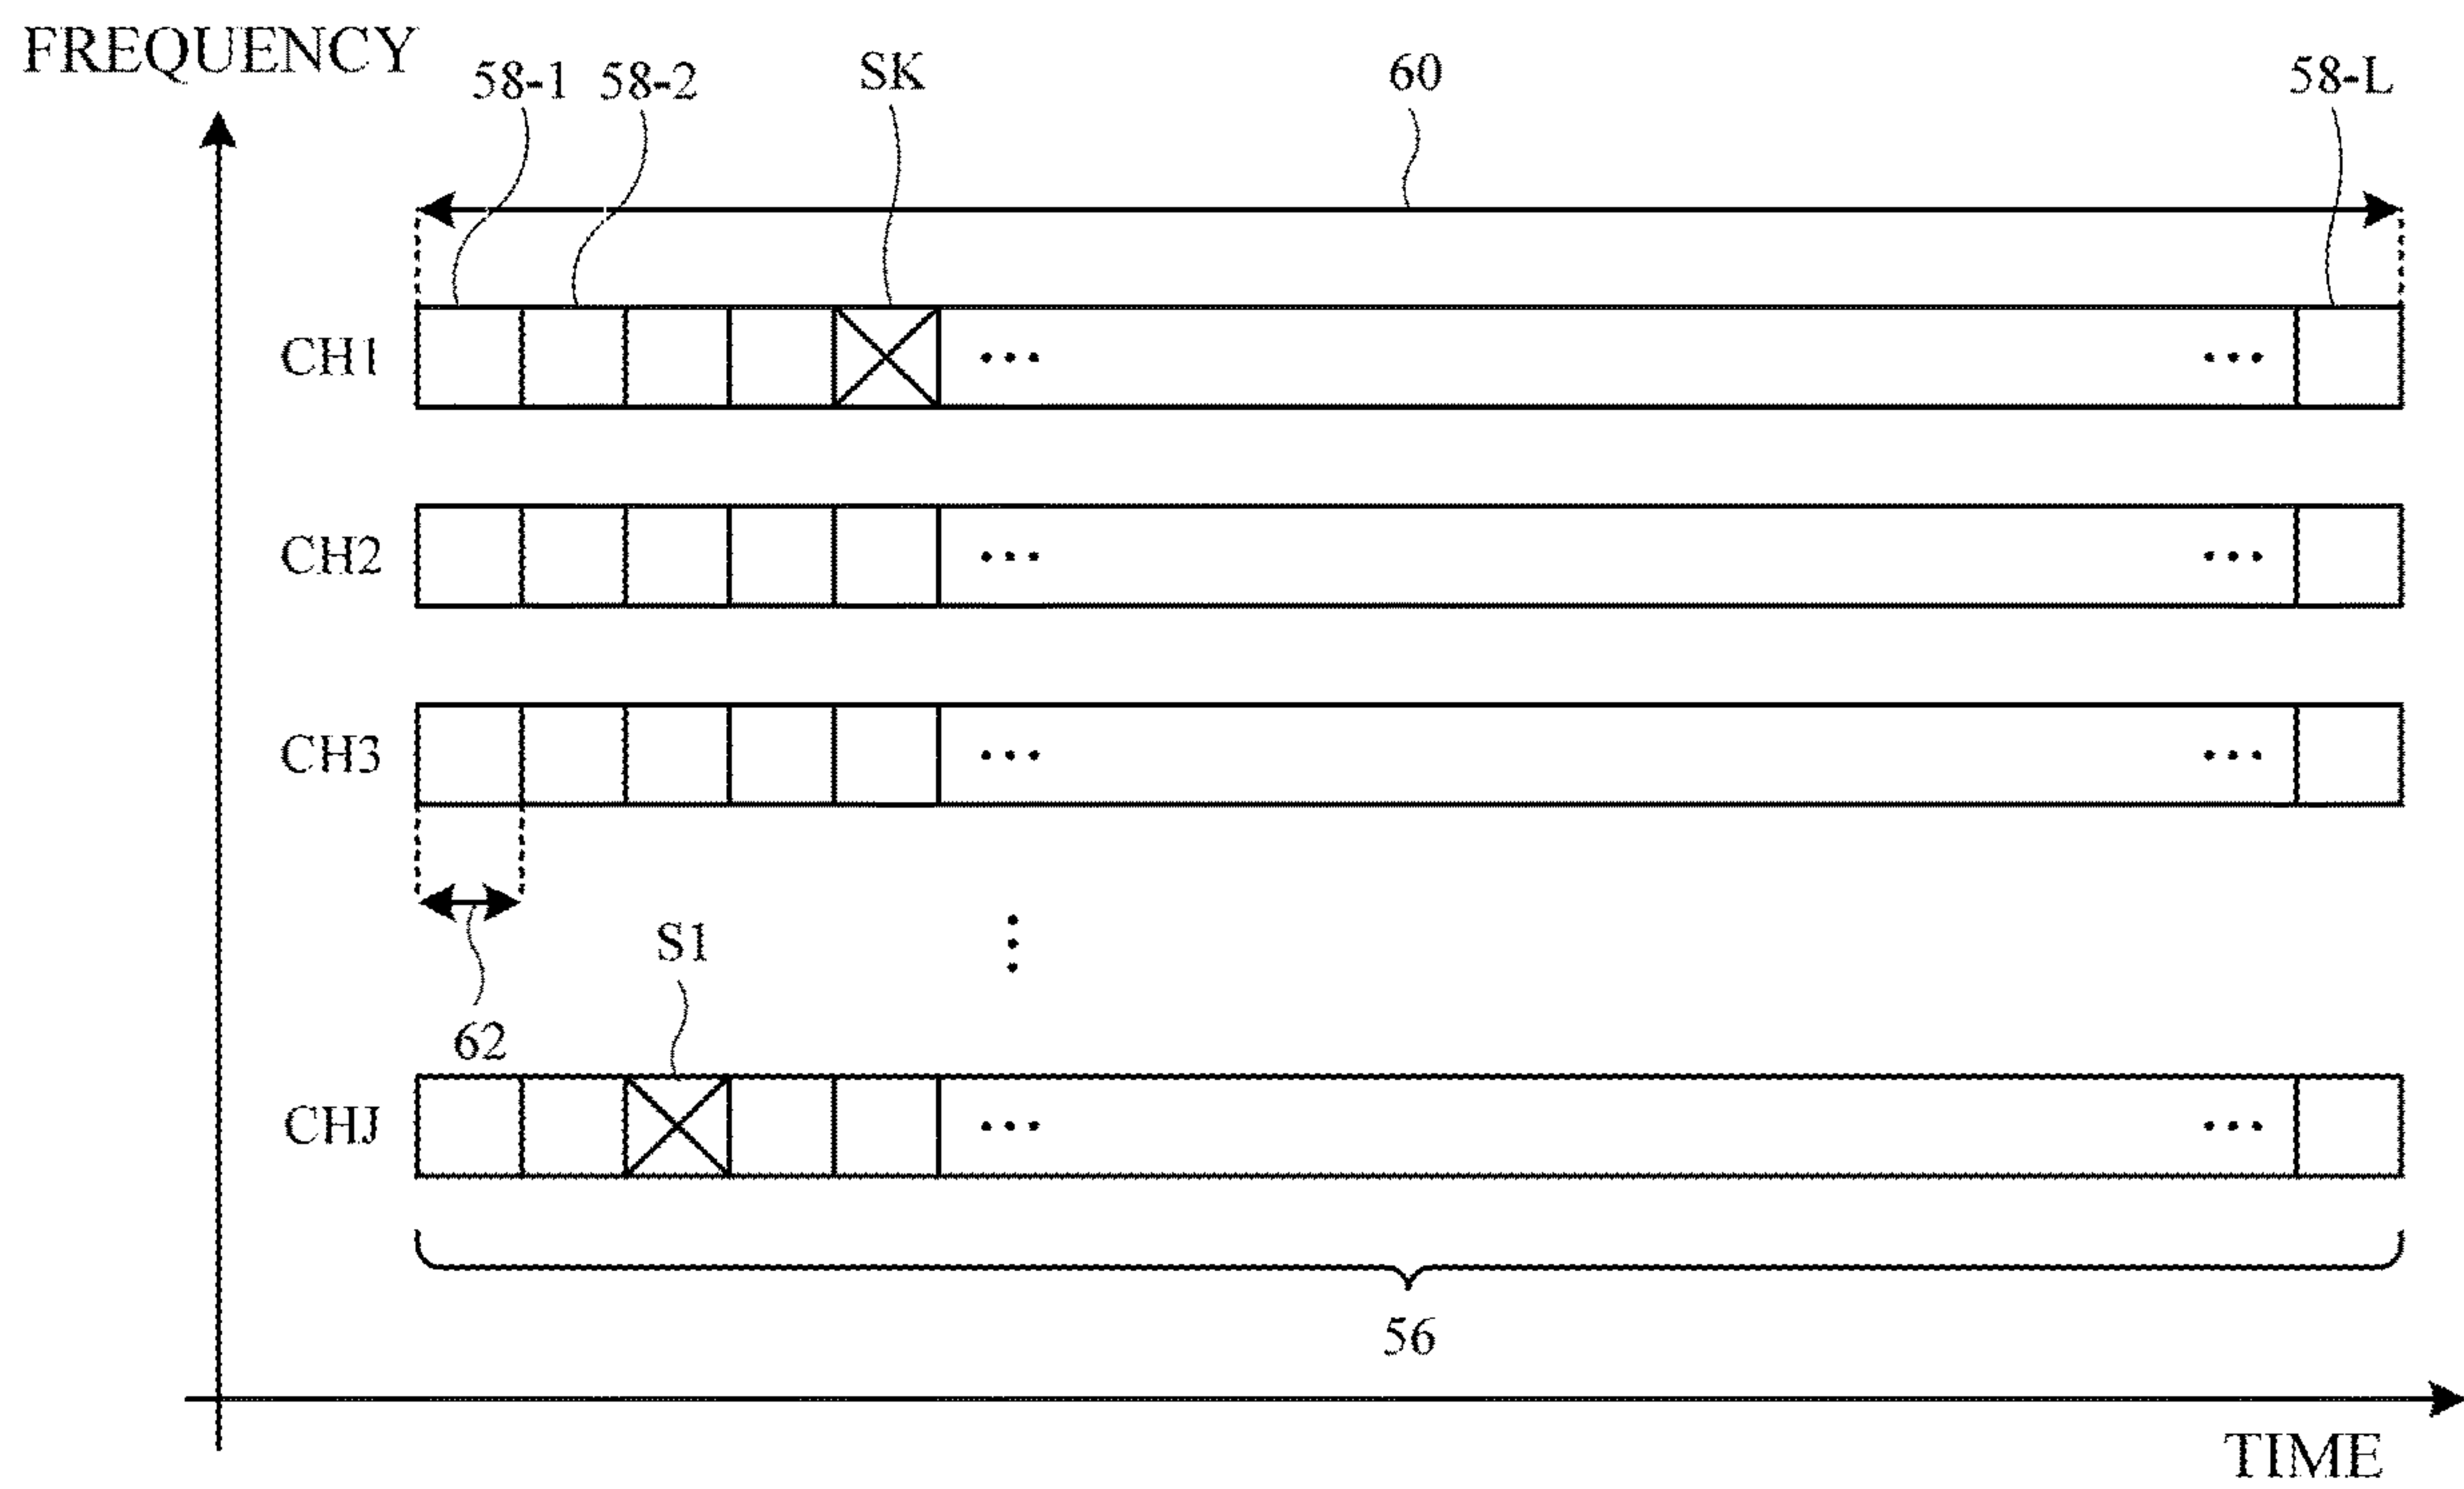 FREQUENCY
58-1 58-2 SK 60 58-L
CH1 ... ...
CH2 ... ...
CH3 ... ...
62 S1
CHJ ... ...
56
TIME